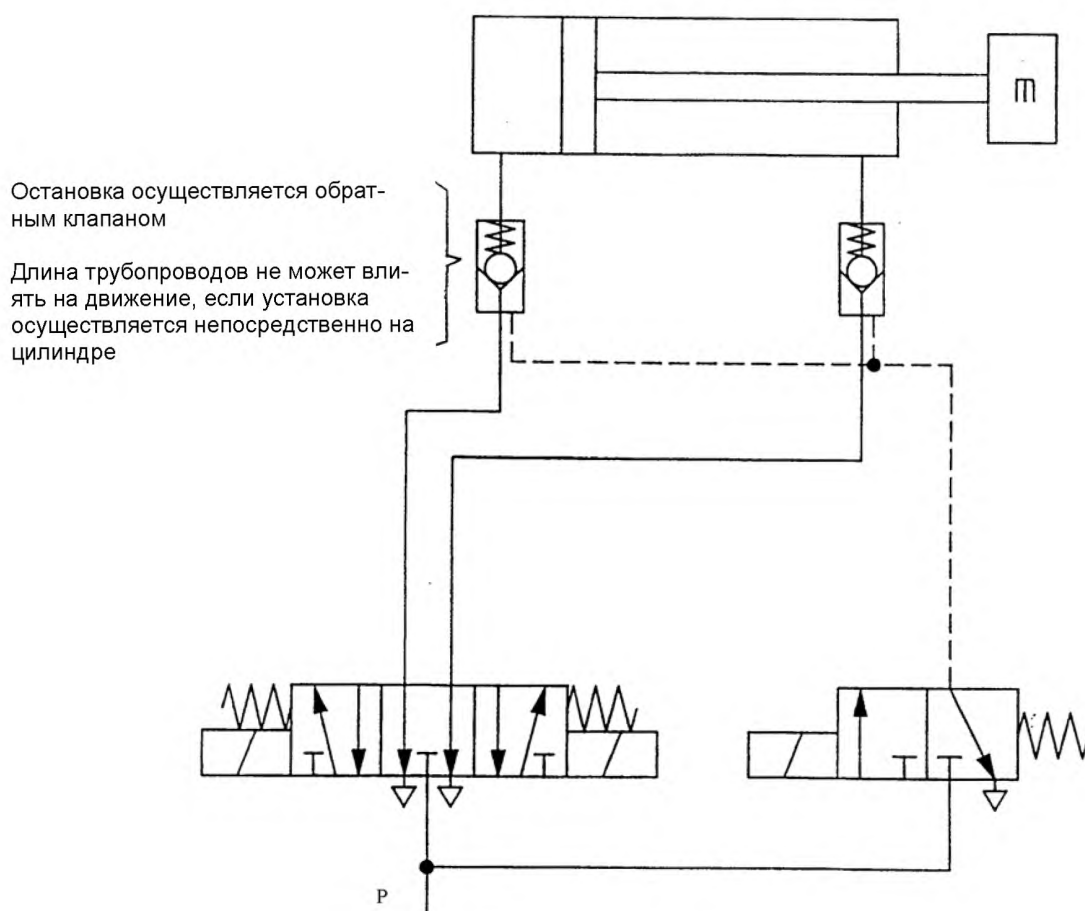 m
Остановка осуществляется обрат-
ным клапаном
Длина трубопроводов не может вли-
ять на движение, если установка
осуществляется непосредственно на
цилиндре
P